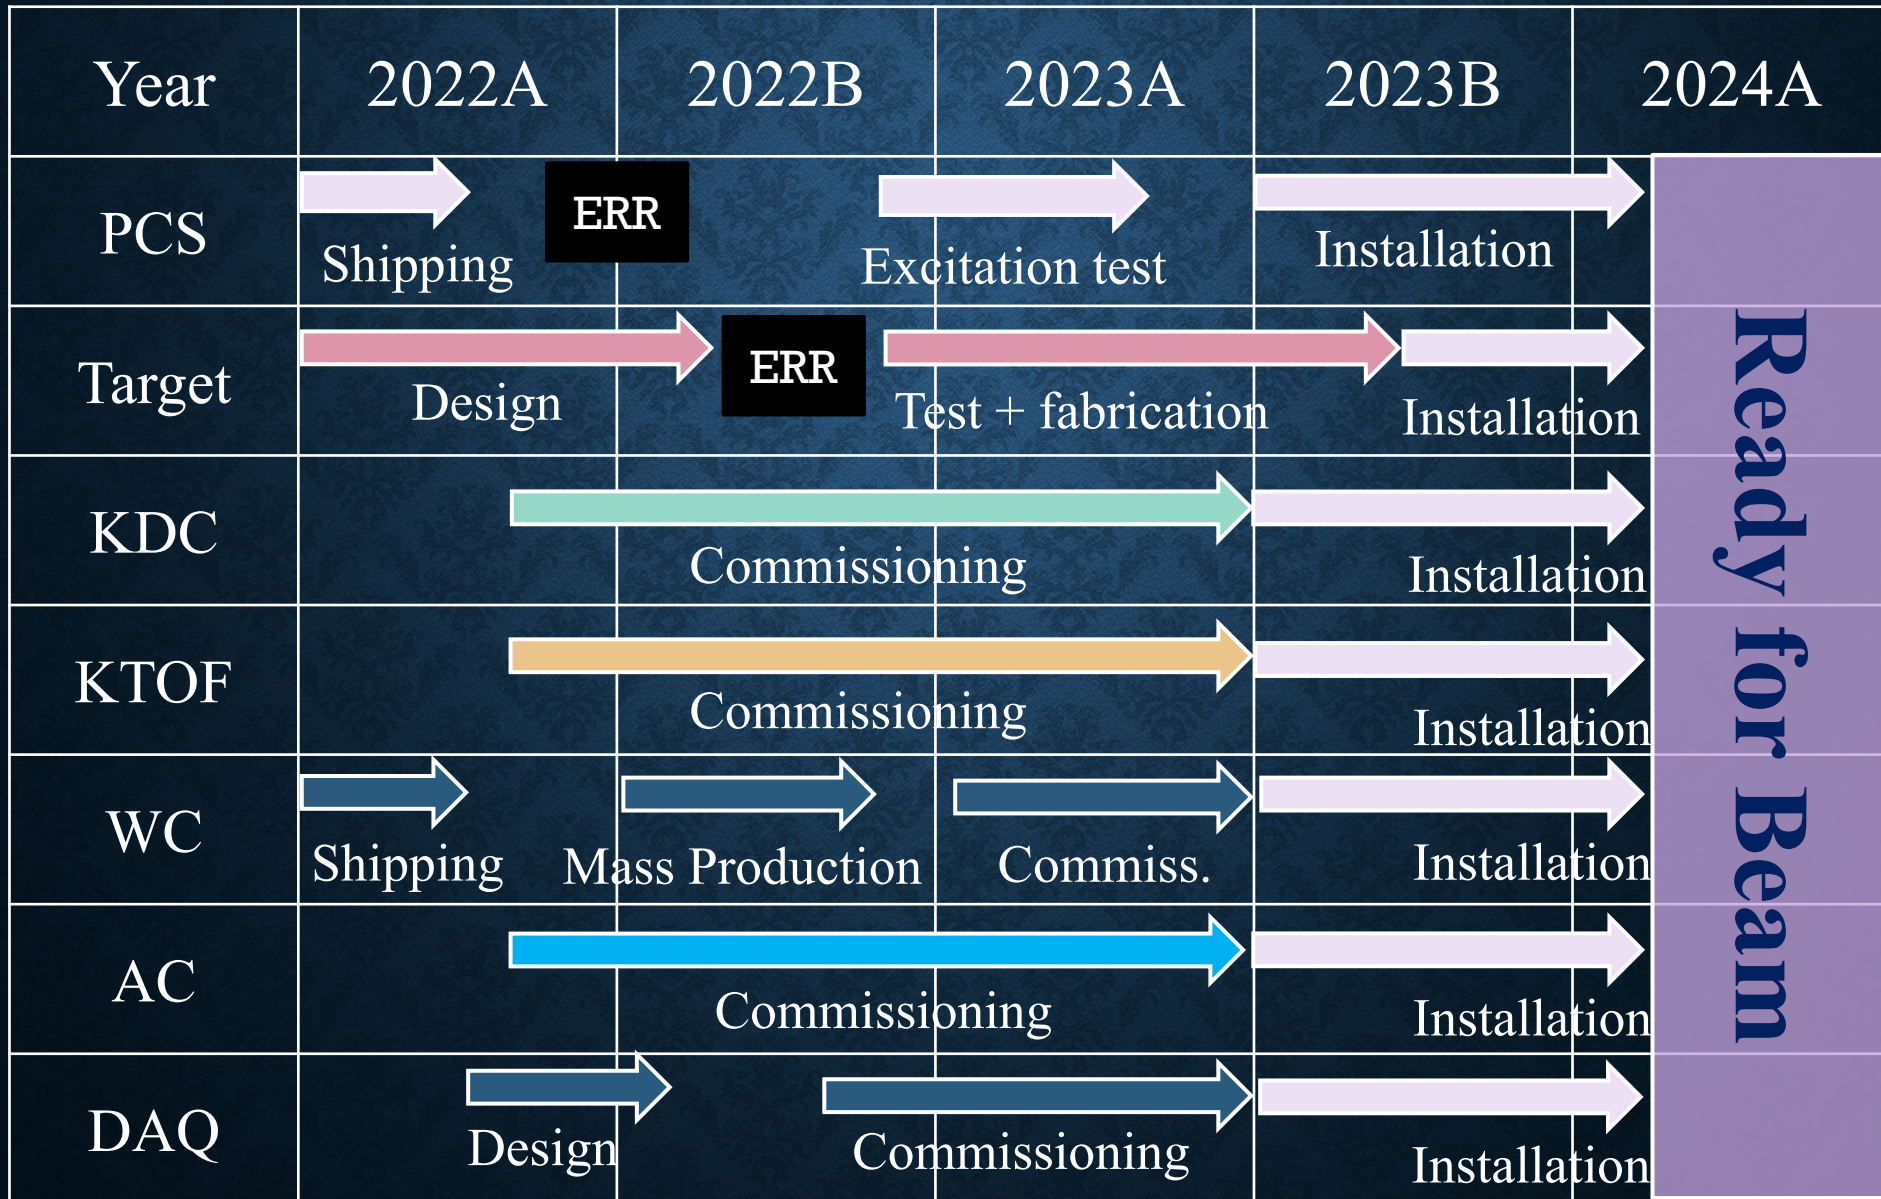 Year 2022A 2022B 2023A 2023B 2024A
PCS
ERR
Shipping
Excitation test
Installation
Target
ERR
Design
Test + fabrication
Installation
KDC
Commissioning
Installation
KTOF
Commissioning
Installation
WC
Shipping
Mass Production
Commiss.
Installation
AC
Commissioning
Installation
DAQ
Design
Commissioning
Installation
Ready for Beam